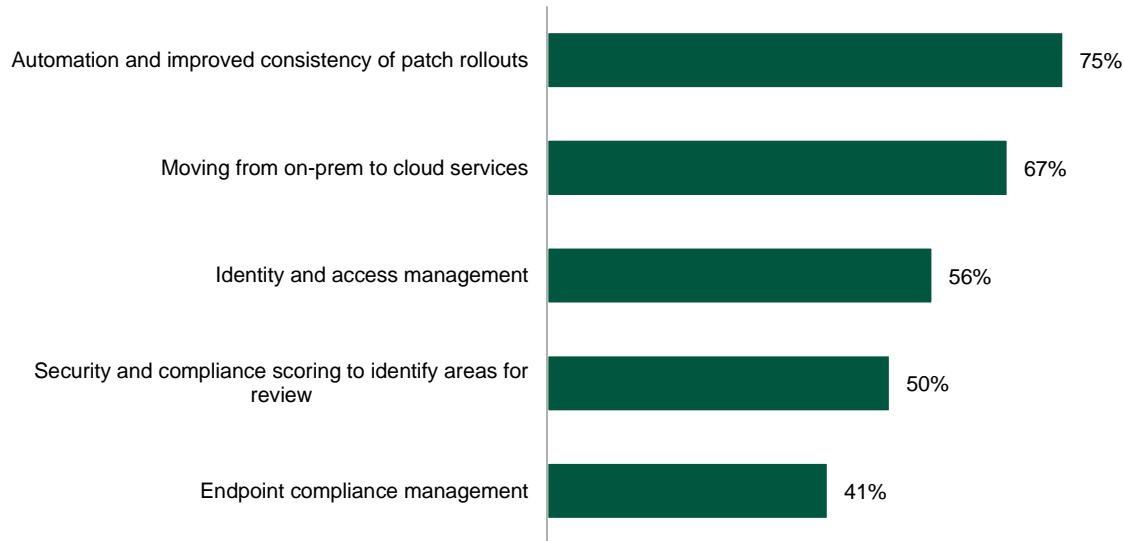 Automation and improved consistency of patch rollouts
75%
Moving from on-prem to cloud services
67%
Identity and access management
56%
Security and compliance scoring to identify areas for
review
50%
Endpoint compliance management
41%